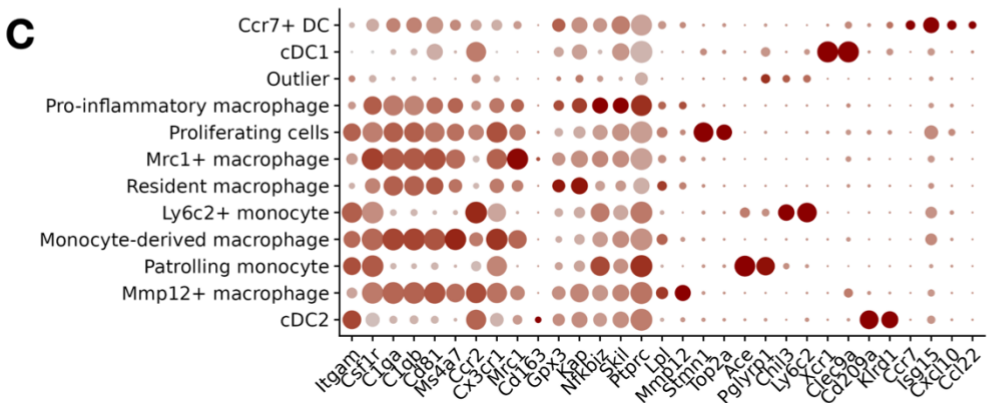 C
Ccr7+ DC
cDC1
Outlier
Pro-inflammatory macrophage
Proliferating cells
Mrc1+ macrophage
Resident macrophage
Ly6c2+ monocyte
Monocyte-derived macrophage
Patrolling monocyte
Mmp12+ macrophage
cDC2
Itgam
Csf1r
C1qa
C1qb
Cd81
Ms4a7
Ccr2
Cx3cr1
Mrc1
Cd163
Gpx3
Kap
Nfkbiz
Skil
Ptprc
Lpl
Mmp12
Stmn1
Top2a
Ace
Pglyrp1
Chil3
Ly6c2
Xcr1
Clec9a
Cd209a
Klrd1
Ccr7
Isg15
Cxcl10
Ccl22